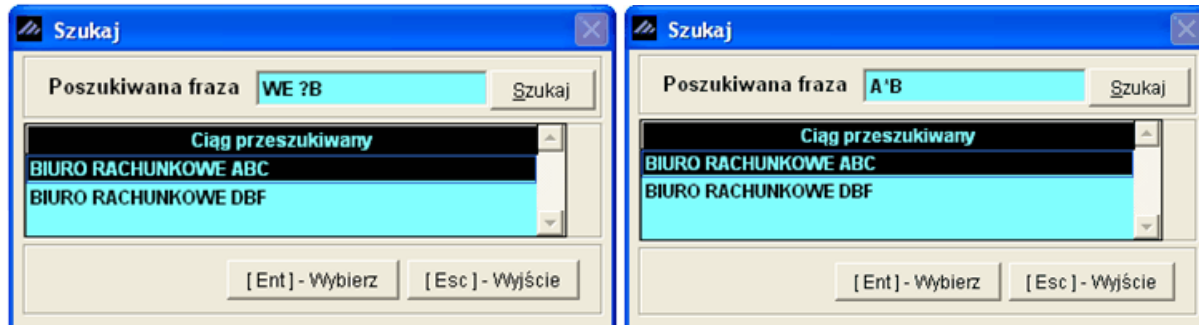 Szukaj
Poszukiwana fraza WE ?B Szukaj
Ciąg przeszukiwany
BIURO RACHUNKOWE ABC
BIURO RACHUNKOWE DBF
[ Ent ] - Wybierz [ Esc ] - Wyjście
Szukaj
Poszukiwana fraza A*B Szukaj
Ciąg przeszukiwany
BIURO RACHUNKOWE ABC
BIURO RACHUNKOWE DBF
[ Ent ] - Wybierz [ Esc ] - Wyjście